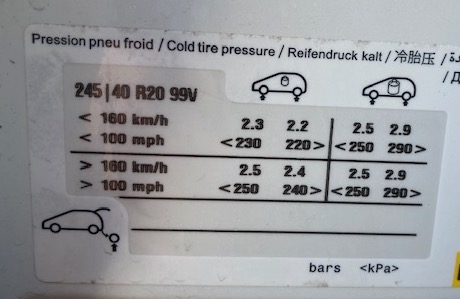 Pression pneu froid / Cold tire pressure / Reifendruck kalt / 冷胎压 /
245|40 R20 99V
< 160 km/h 2.3 2.2 2.5 2.9
< 100 mph <230 220> <250 290>
> 160 km/h 2.5 2.4 2.5 2.9
> 100 mph <250 240> <250 290>
bars <kPa>